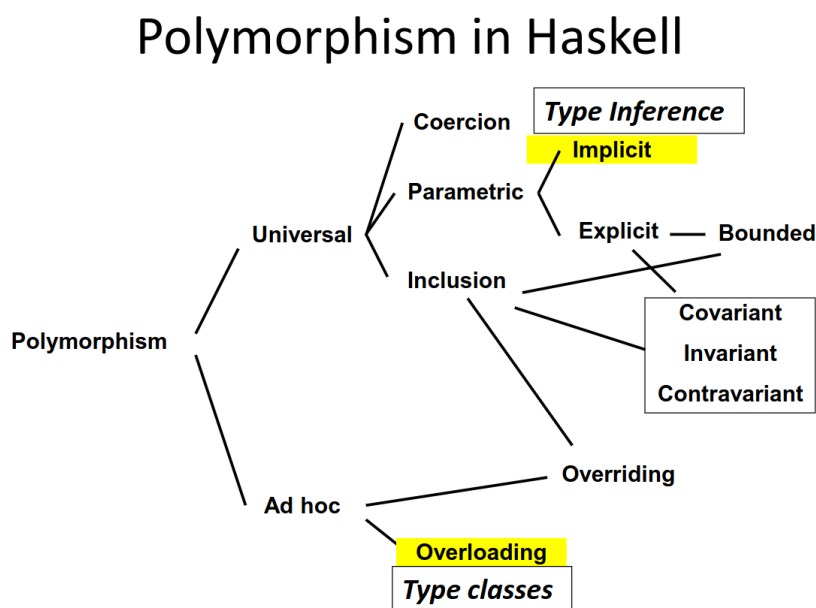 Polymorphism in Haskell
Type Inference
Coercion
Implicit
Parametric
Universal
Explicit
Bounded
Inclusion
Covariant
Polymorphism
Invariant
Contravariant
Overriding
Ad hoc
Overloading
Type classes